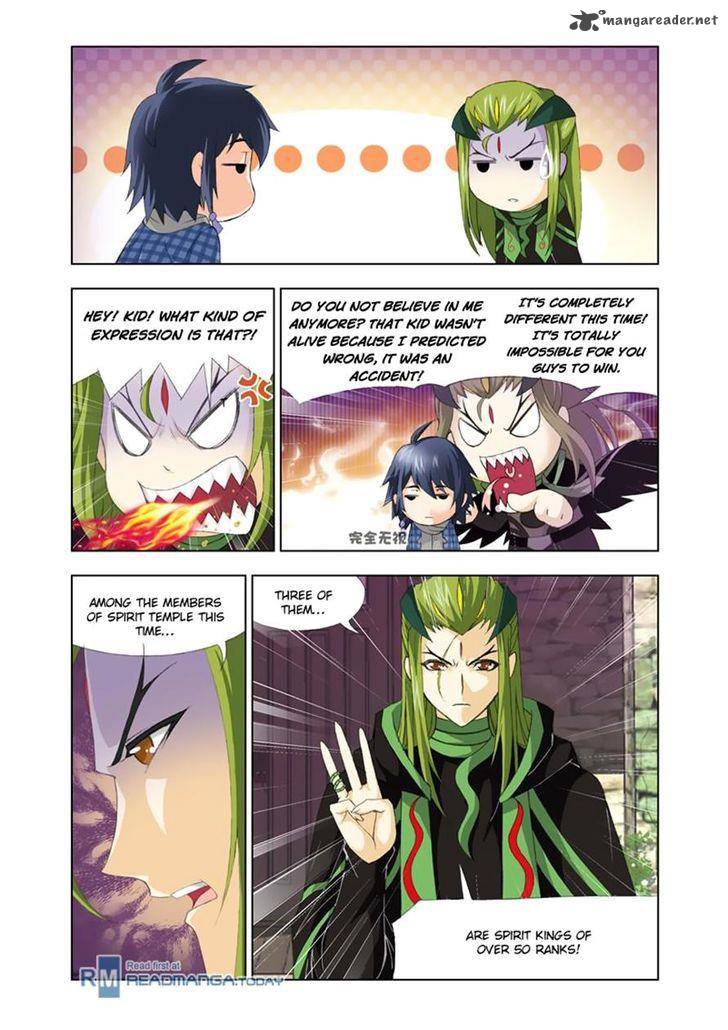 mangareader.net
HEY! KID! WHAT KIND OF
EXPRESSION IS THAT?!
DO YOU NOT BELIEVE IN ME
ANYMORE? THAT KID WASN'T
ALIVE BECAUSE I PREDICTED
WRONG, IT WAS AN
ACCIDENT!
IT'S COMPLETELY
DIFFERENT THIS TIME!
IT'S TOTALLY
IMPOSSIBLE FOR YOU
GUYS TO WIN.
完全无视
AMONG THE MEMBERS
OF SPIRIT TEMPLE THIS
TIME...
THREE OF
THEM...
ARE SPIRIT KINGS OF
OVER 50 RANKS!
RM
Read first at
READMANGA.TODAY